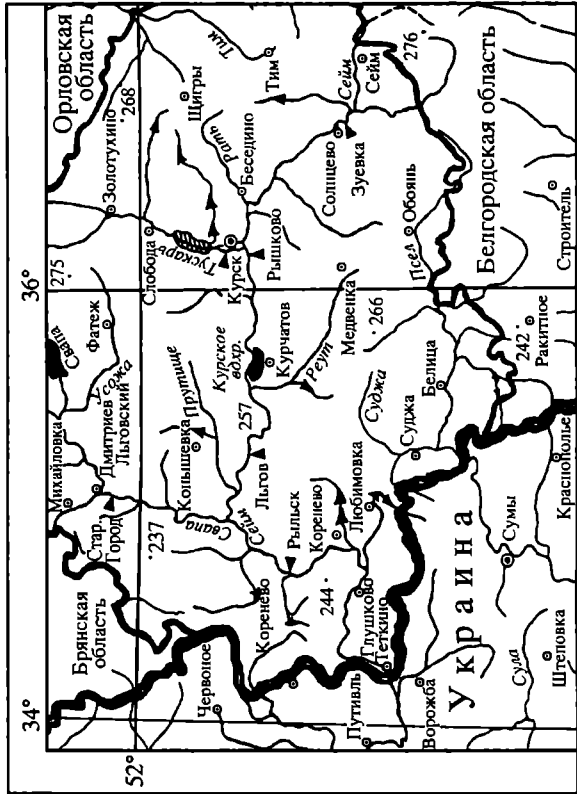 34°
36°
52°
Брянская
область
Орловская
область
Белгородская область
Украина
Михайловка
Дмитриев
Льговский
Стар.
Город
Свапа
Сожа
Фатеж
275
Золотухино
268
Тим
Щигры
Тим
Слобода
Тускарь
Рать
Беседино
Курск
Рышково
237
Конышевка
Прутище
Курское
вдхр.
257
Курчатов
Реут
Льгов
Свапа
Сейм
Рыльск
Коренево
Коренево
Червоное
244
Глушково
Теткино
Путивль
Ворожба
Любимовка
Суджа
Суджи
Медвенка
266
Белица
Солнцево
Зуевка
Сейм
Сейм
276
Обоянь
Псел
242
Ракитное
Строитель
Сумы
Краснополье
Сула
Штеповка